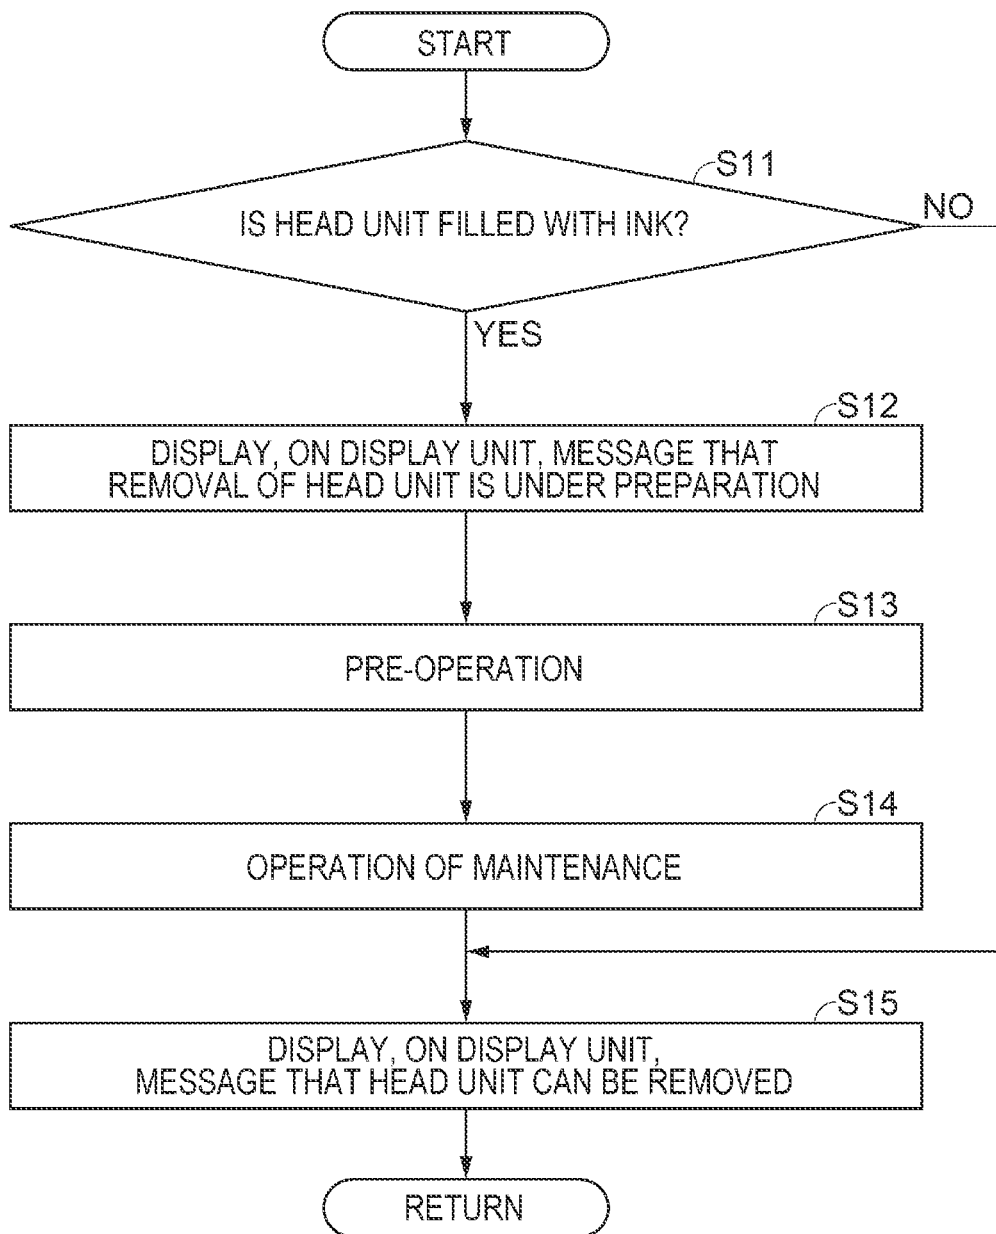 START
S11
IS HEAD UNIT FILLED WITH INK?
NO
YES
S12
DISPLAY, ON DISPLAY UNIT, MESSAGE THAT
REMOVAL OF HEAD UNIT IS UNDER PREPARATION
S13
PRE-OPERATION
S14
OPERATION OF MAINTENANCE
S15
DISPLAY, ON DISPLAY UNIT,
MESSAGE THAT HEAD UNIT CAN BE REMOVED
RETURN